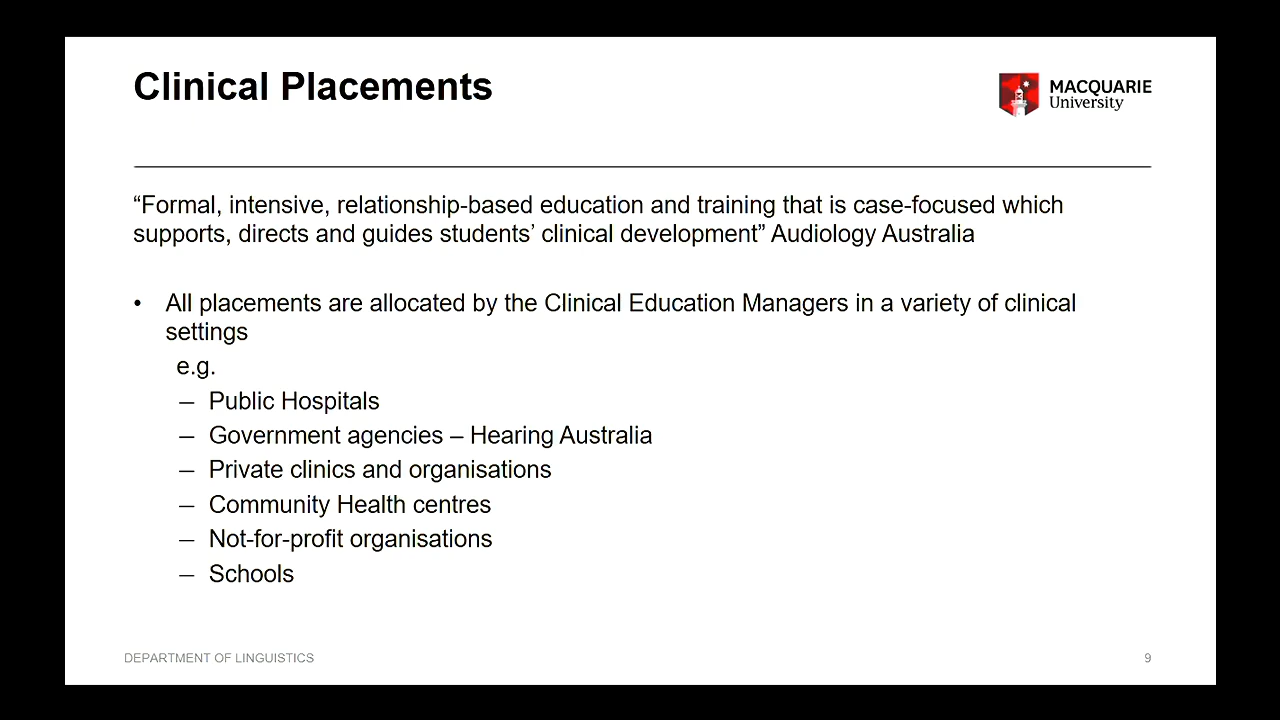 Clinical Placements
MACQUARIE
University
“Formal, intensive, relationship-based education and training that is case-focused which
supports, directs and guides students’ clinical development” Audiology Australia
• All placements are allocated by the Clinical Education Managers in a variety of clinical
settings
e.g.
– Public Hospitals
– Government agencies – Hearing Australia
– Private clinics and organisations
– Community Health centres
– Not-for-profit organisations
– Schools
DEPARTMENT OF LINGUISTICS
9